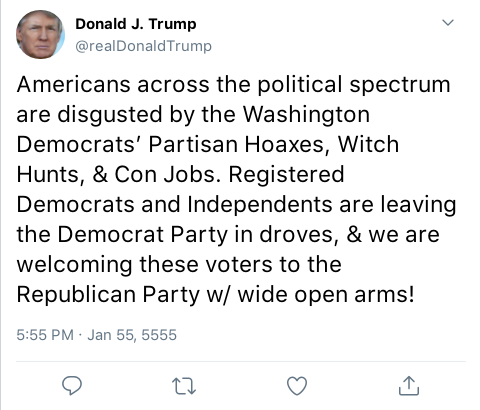 Donald J. Trump
@realDonaldTrump
Americans across the political spectrum
are disgusted by the Washington
Democrats’ Partisan Hoaxes, Witch
Hunts, & Con Jobs. Registered
Democrats and Independents are leaving
the Democrat Party in droves, & we are
welcoming these voters to the
Republican Party w/ wide open arms!
5:55 PM · Jan 55, 5555